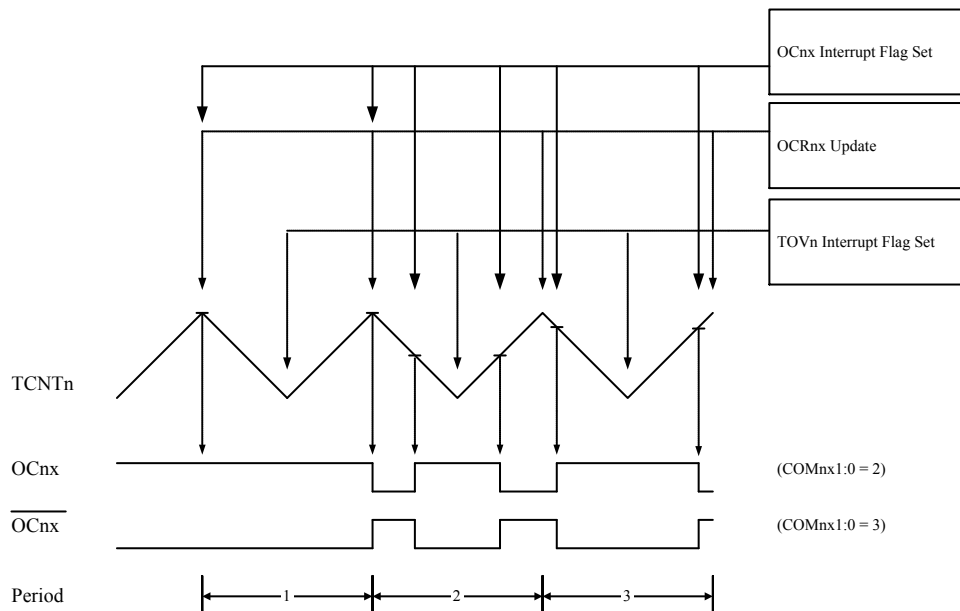 OCnx Interrupt Flag Set
OCRnx Update
TOVn Interrupt Flag Set
TCNTn
OCnx (COMnx1:0 = 2)
OCnx (COMnx1:0 = 3)
Period 1 2 3